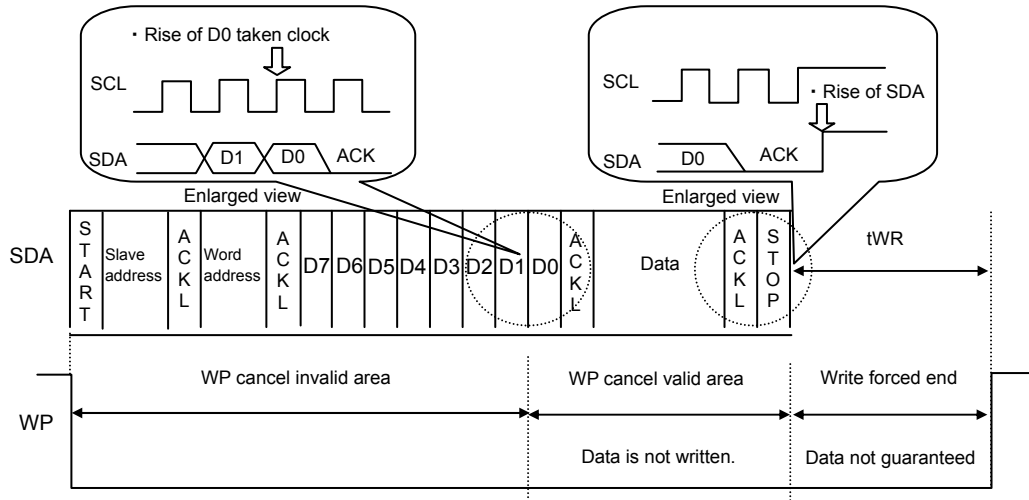 ・Rise of D0 taken clock
SCL
SDA
D1
D0
ACK
Enlarged view
SCL
・Rise of SDA
SDA
D0
ACK
Enlarged view
SDA
START
Slave
address
ACKL
Word
address
ACKL
D7
D6
D5
D4
D3
D2
D1
D0
ACKL
Data
ACKL
STOP
tWR
WP
WP cancel invalid area
WP cancel valid area
Write forced end
Data is not written.
Data not guaranteed